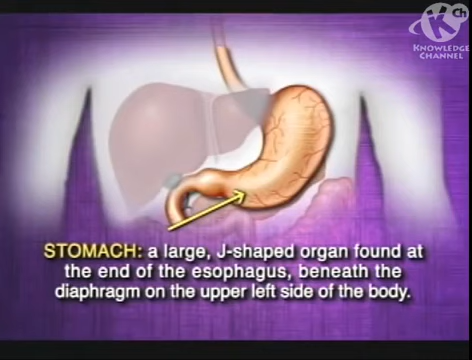 K Ch
KNOWLEDGE
CHANNEL
STOMACH: a large, J-shaped organ found at
the end of the esophagus, beneath the
diaphragm on the upper left side of the body.